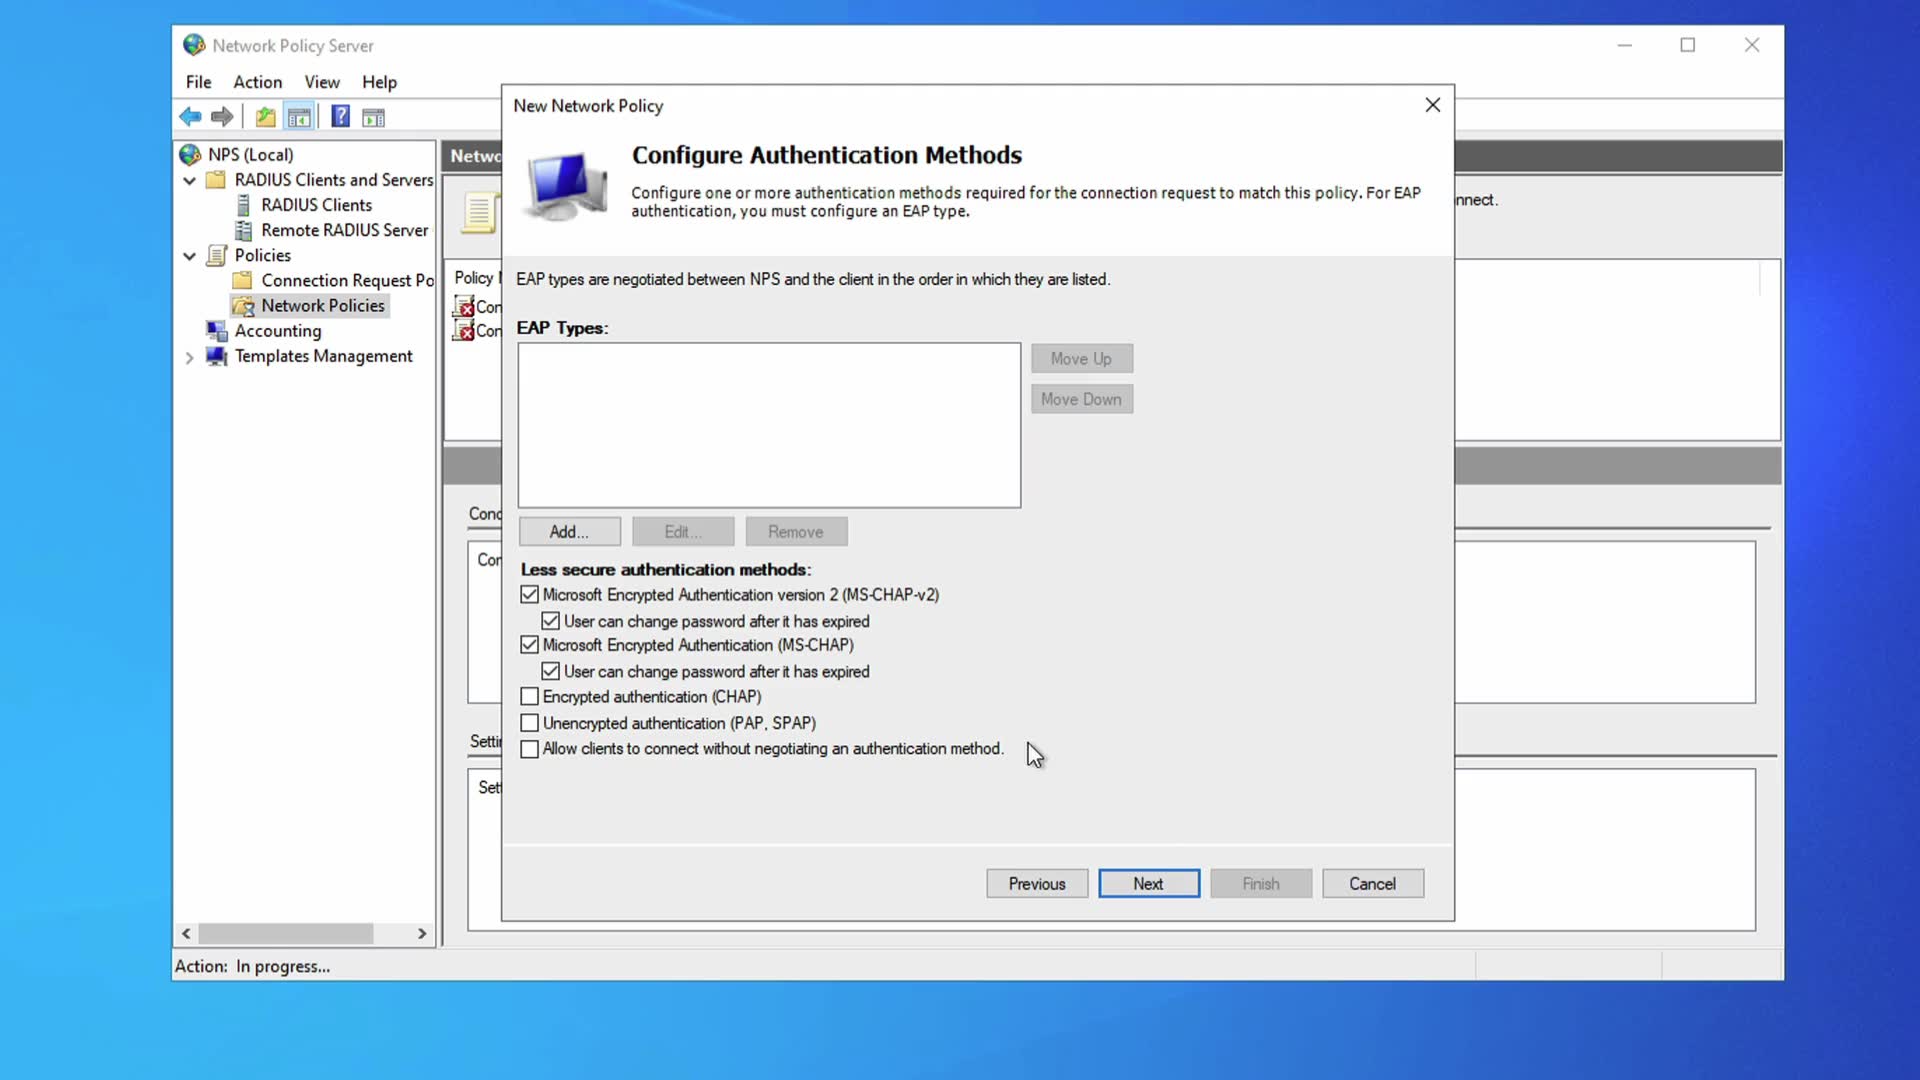 Network Policy Server
File Action View Help
New Network Policy
NPS (Local)
RADIUS Clients and Servers
RADIUS Clients
Remote RADIUS Server
Policies
Connection Request Po
Network Policies
Accounting
Templates Management
Netwo
nnect.
Policy
Con
Con
Cond
Con
Setti
Sett
Configure Authentication Methods
Configure one or more authentication methods required for the connection request to match this policy. For EAP
authentication, you must configure an EAP type.
EAP types are negotiated between NPS and the client in the order in which they are listed.
EAP Types:
Move Up
Move Down
Add... Edit... Remove
Less secure authentication methods:
Microsoft Encrypted Authentication version 2 (MS-CHAP-v2)
User can change password after it has expired
Microsoft Encrypted Authentication (MS-CHAP)
User can change password after it has expired
Encrypted authentication (CHAP)
Unencrypted authentication (PAP, SPAP)
Allow clients to connect without negotiating an authentication method.
Previous Next Finish Cancel
Action: In progress...